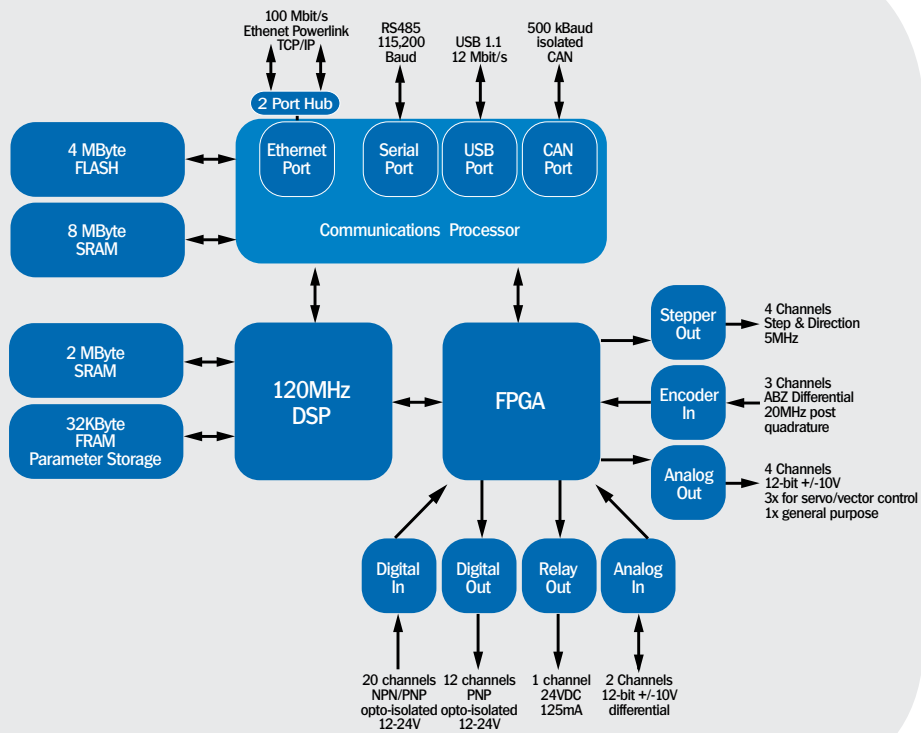 100 Mbit/s
Ethenet Powerlink
TCP/IP
RS485
115,200
Baud
USB 1.1
12 Mbit/s
500 kBaud
isolated
CAN
2 Port Hub
4 MByte
FLASH
Ethernet
Port
Serial
Port
USB
Port
CAN
Port
8 MByte
SRAM
Communications Processor
2 MByte
SRAM
32KByte
FRAM
Parameter Storage
120MHz
DSP
FPGA
Stepper
Out
4 Channels
Step & Direction
5MHz
Encoder
In
3 Channels
ABZ Differential
20MHz post
quadrature
Analog
Out
4 Channels
12-bit +/-10V
3x for servo/vector control
1x general purpose
Digital
In
Digital
Out
Relay
Out
Analog
In
20 channels
NPN/PNP
opto-isolated
12-24V
12 channels
PNP
opto-isolated
12-24V
1 channel
24VDC
125mA
2 Channels
12-bit +/-10V
differential